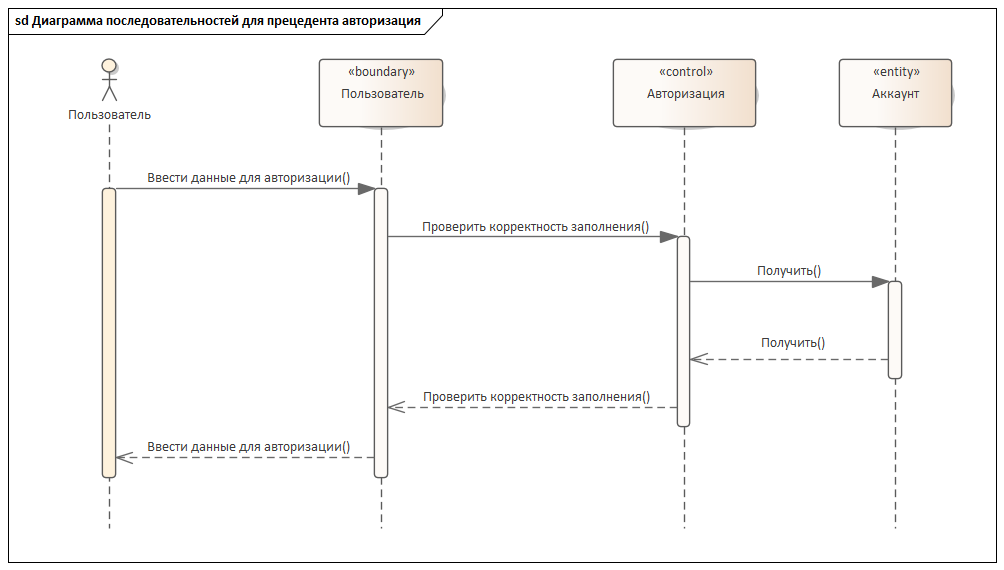 sd Диаграмма последовательностей для прецедента авторизация
Пользователь
«boundary»
Пользователь
«control»
Авторизация
«entity»
Аккаунт
Ввести данные для авторизации()
Проверить корректность заполнения()
Получить()
Получить()
Проверить корректность заполнения()
Ввести данные для авторизации()